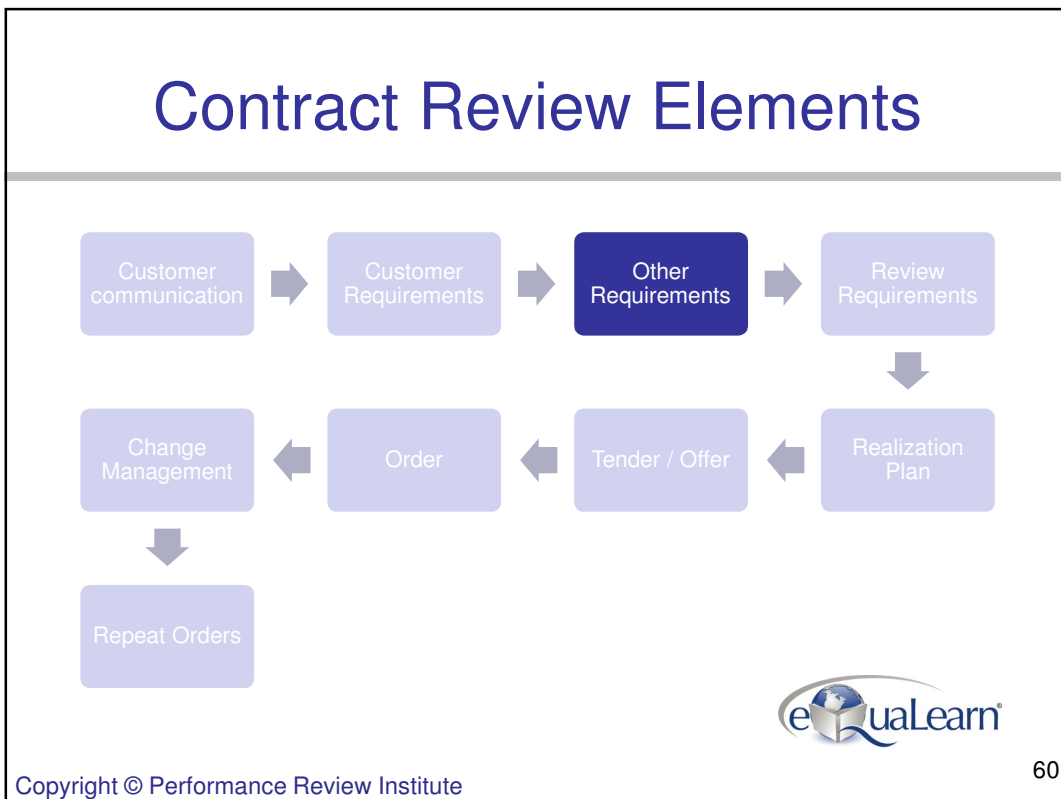 Contract Review Elements
Customer
communication
Customer
Requirements
Other
Requirements
Review
Requirements
Change
Management
Order
Tender / Offer
Realization
Plan
Repeat Orders
eQuaLearn®
Copyright © Performance Review Institute
60